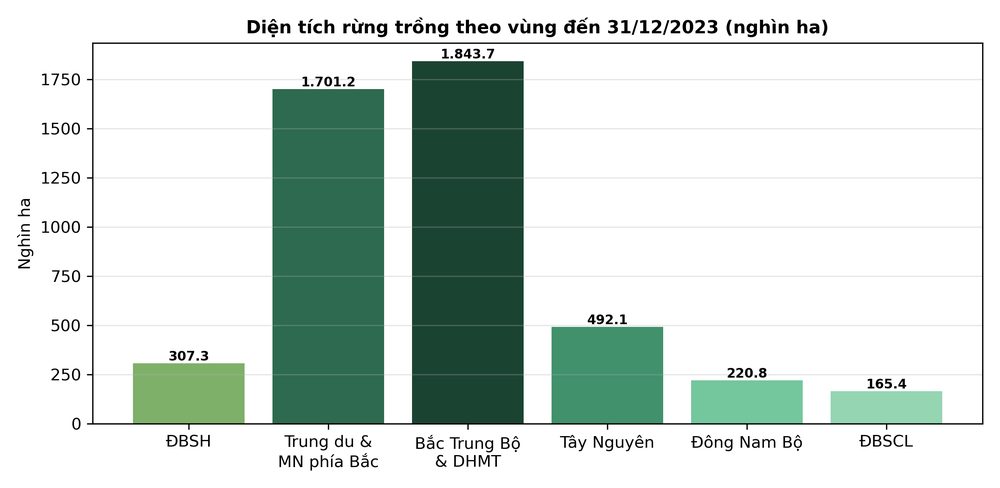 Diện tích rừng trồng theo vùng đến 31/12/2023 (nghìn ha)
Nghìn ha
1750
1500
1250
1000
750
500
250
0
307.3
1.701.2
1.843.7
492.1
220.8
165.4
ĐBSH
Trung du &
MN phía Bắc
Bắc Trung Bộ
& DHMT
Tây Nguyên
Đông Nam Bộ
ĐBSCL